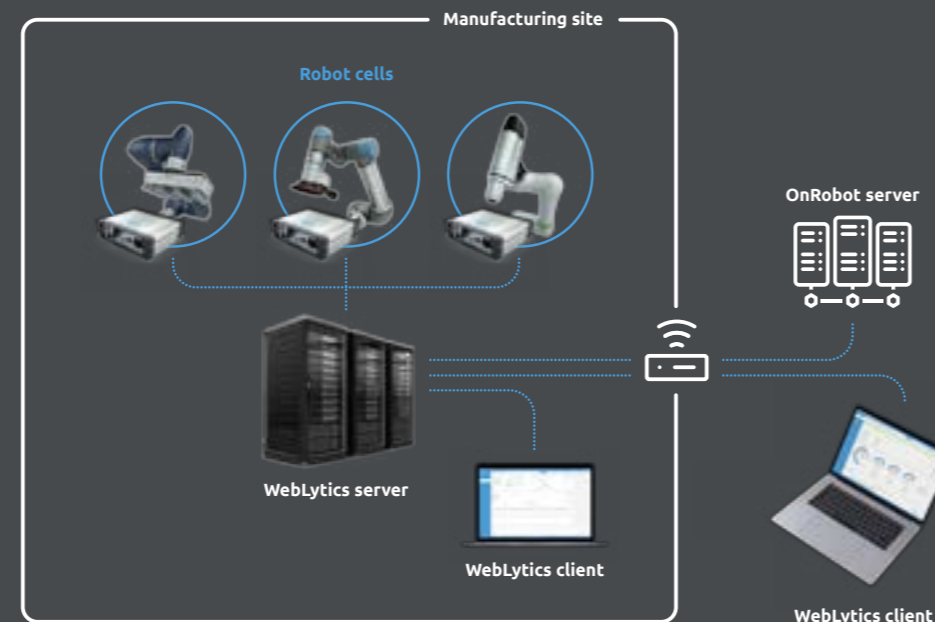 Manufacturing site
Robot cells
OnRobot server
WebLytics server
WebLytics client
WebLytics client